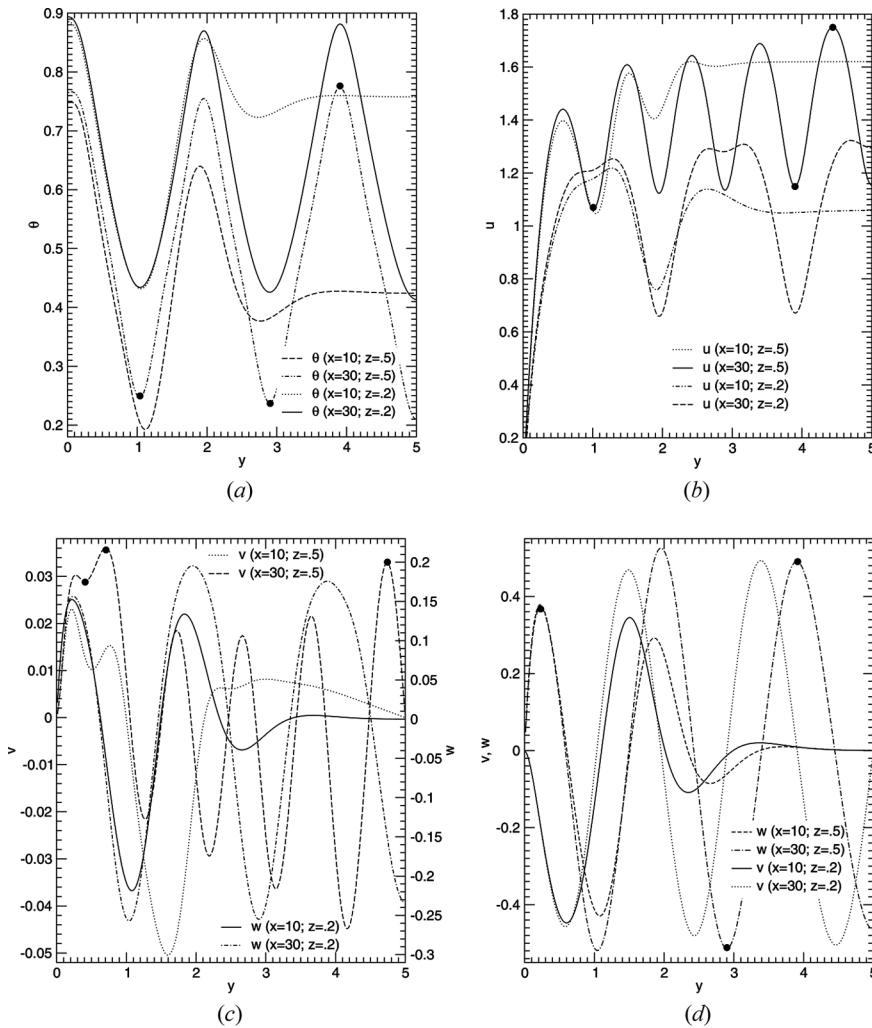 0.9
0.8
0.7
0.6
0.5
0.4
0.3
0.2
θ
0 1 2 3 4 5
y
θ (x=10; z=.5)
θ (x=30; z=.5)
θ (x=10; z=.2)
θ (x=30; z=.2)
(a)
1.8
1.6
1.4
1.2
1
1.8
1.6
1.4
0.2
u
0 1 2 3 4 5
y
u (x=10; z=.5)
u (x=30; z=.5)
u (x=10; z=.2)
u (x=30; z=.2)
(b)
0.03
0.02
0.01
0
-0.01
-0.02
-0.03
-0.04
-0.05
v
v (x=10; z=.5)
v (x=30; z=.5)
0.2
0.15
0.1
0.05
0
-0.05
-0.1
-0.15
-0.2
-0.25
-0.3
w
w (x=10; z=.2)
w (x=30; z=.2)
0 1 2 3 4 5
y
(c)
0.4
0.2
0
-0.2
-0.4
v, w
w (x=10; z=.5)
w (x=30; z=.5)
v (x=10; z=.2)
v (x=30; z=.2)
0 1 2 3 4 5
y
(d)